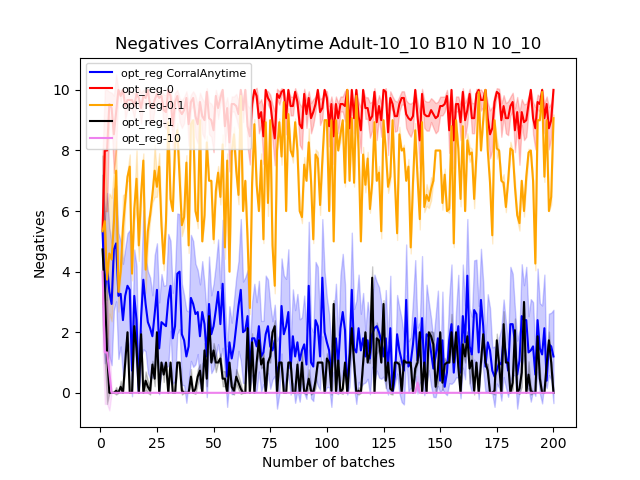 Negatives CorralAnytime Adult-10_10 B10 N 10_10
opt_reg CorralAnytime
opt_reg-0
opt_reg-0.1
opt_reg-1
opt_reg-10
Negatives
10
8
6
4
2
0
0 25 50 75 100 125 150 175 200
Number of batches